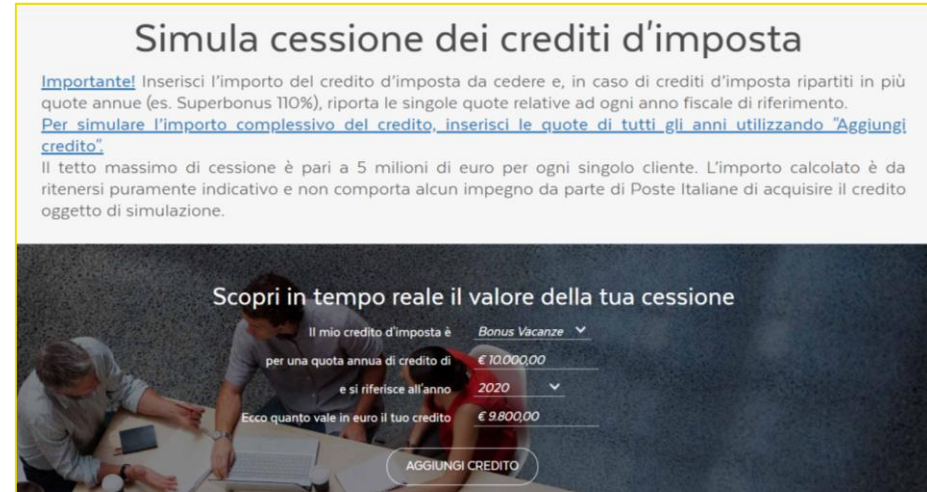 Simula cessione dei crediti d'imposta
Importante! Inserisci l'importo del credito d'imposta da cedere e, in caso di crediti d'imposta ripartiti in più
quote annue (es. Superbonus 110%), riporta le singole quote relative ad ogni anno fiscale di riferimento.
Per simulare l'importo complessivo del credito, inserisci le quote di tutti gli anni utilizzando "Aggiungi
credito".
Il tetto massimo di cessione è pari a 5 milioni di euro per ogni singolo cliente. L'importo calcolato è da
ritenersi puramente indicativo e non comporta alcun impegno da parte di Poste Italiane di acquisire il credito
oggetto di simulazione.
Scopri in tempo reale il valore della tua cessione
Il mio credito d'imposta è Bonus Vacanze
per una quota annua di credito di € 10.000,00
e si riferisce all'anno 2020
Ecco quanto vale in euro il tuo credito € 9.800,00
AGGIUNGI CREDITO